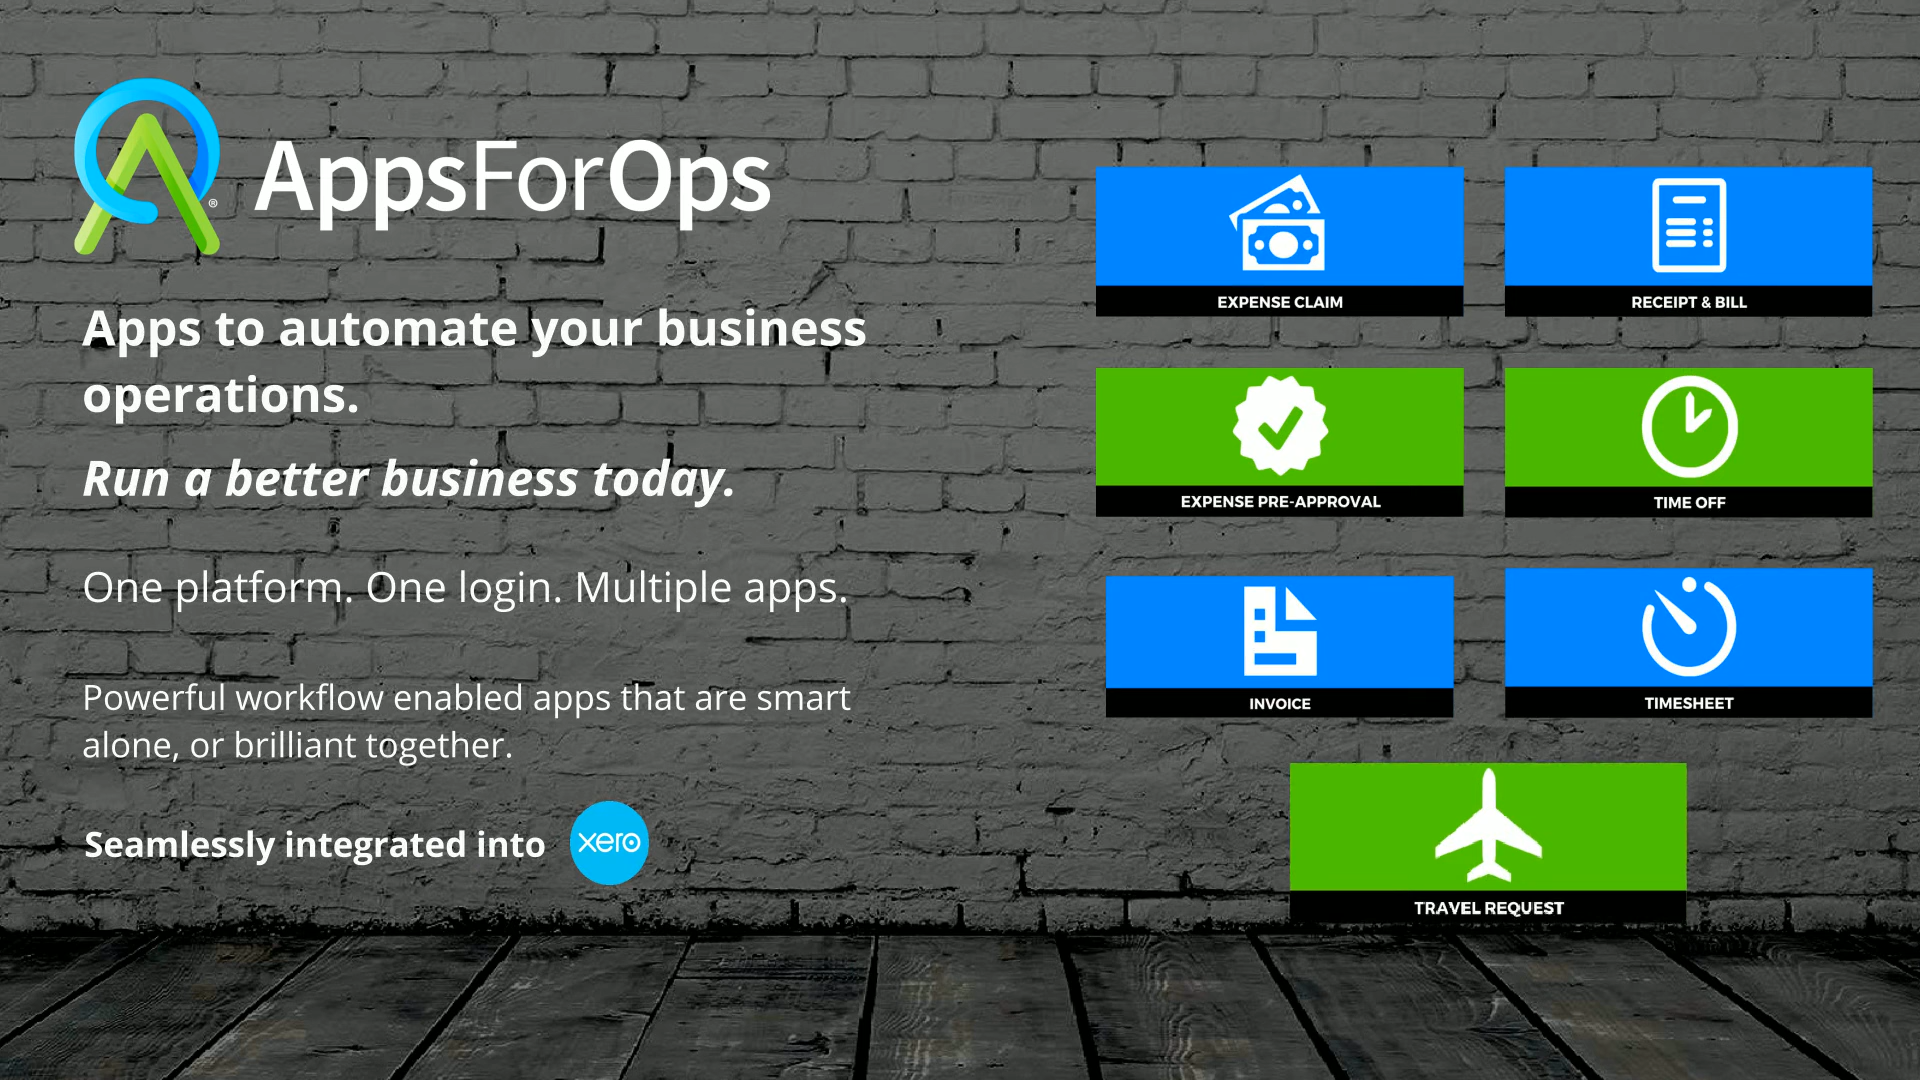 AppsForOps
®
Apps to automate your business
operations.
Run a better business today.
One platform. One login. Multiple apps.
Powerful workflow enabled apps that are smart
alone, or brilliant together.
Seamlessly integrated into
xero
EXPENSE CLAIM
RECEIPT & BILL
EXPENSE PRE-APPROVAL
TIME OFF
INVOICE
TIMESHEET
TRAVEL REQUEST